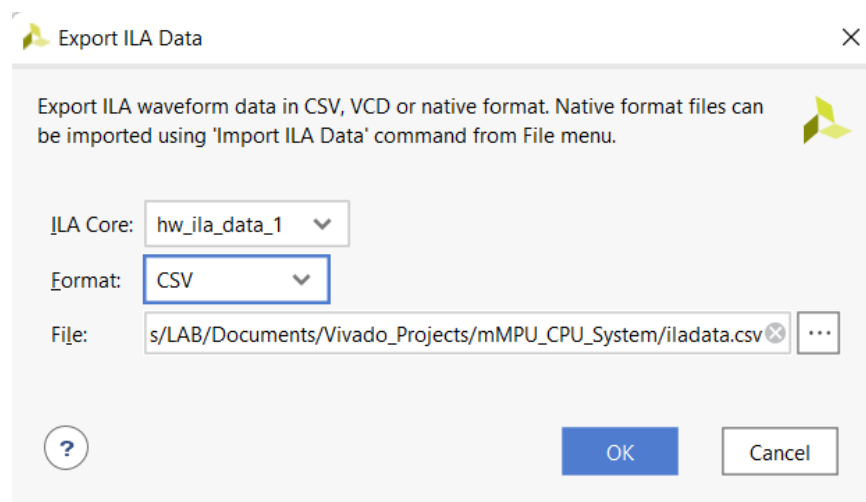 Export ILA Data
Export ILA waveform data in CSV, VCD or native format. Native format files can
be imported using 'Import ILA Data' command from File menu.
ILA Core: hw_ila_data_1
Format: CSV
File: s/LAB/Documents/Vivado_Projects/mMPU_CPU_System/iladata.csv ...
? OK Cancel